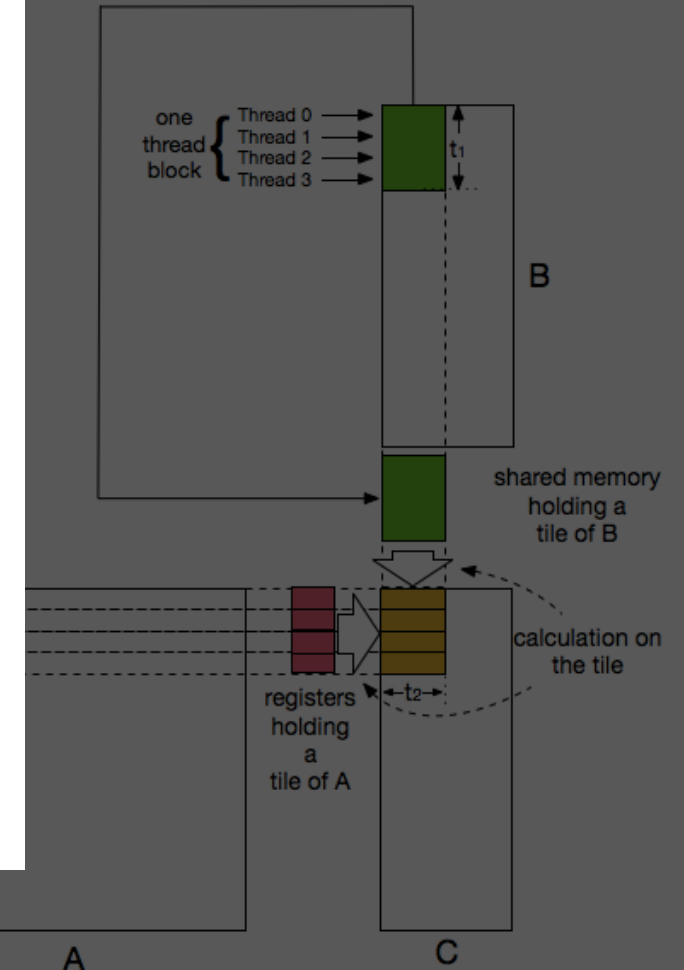 one
thread
block
{
Thread 0
Thread 1
Thread 2
Thread 3
t1
B
shared memory
holding a
tile of B
calculation on
the tile
t2
registers
holding
a
tile of A
A
C